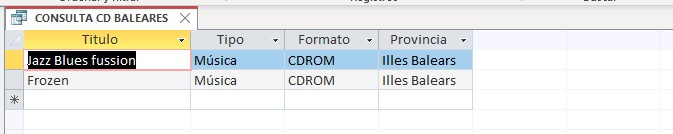 CONSULTA CD BALEARES
Titulo Tipo Formato Provincia
Jazz Blues fussion Música CDROM Illes Balears
Frozen Música CDROM Illes Balears